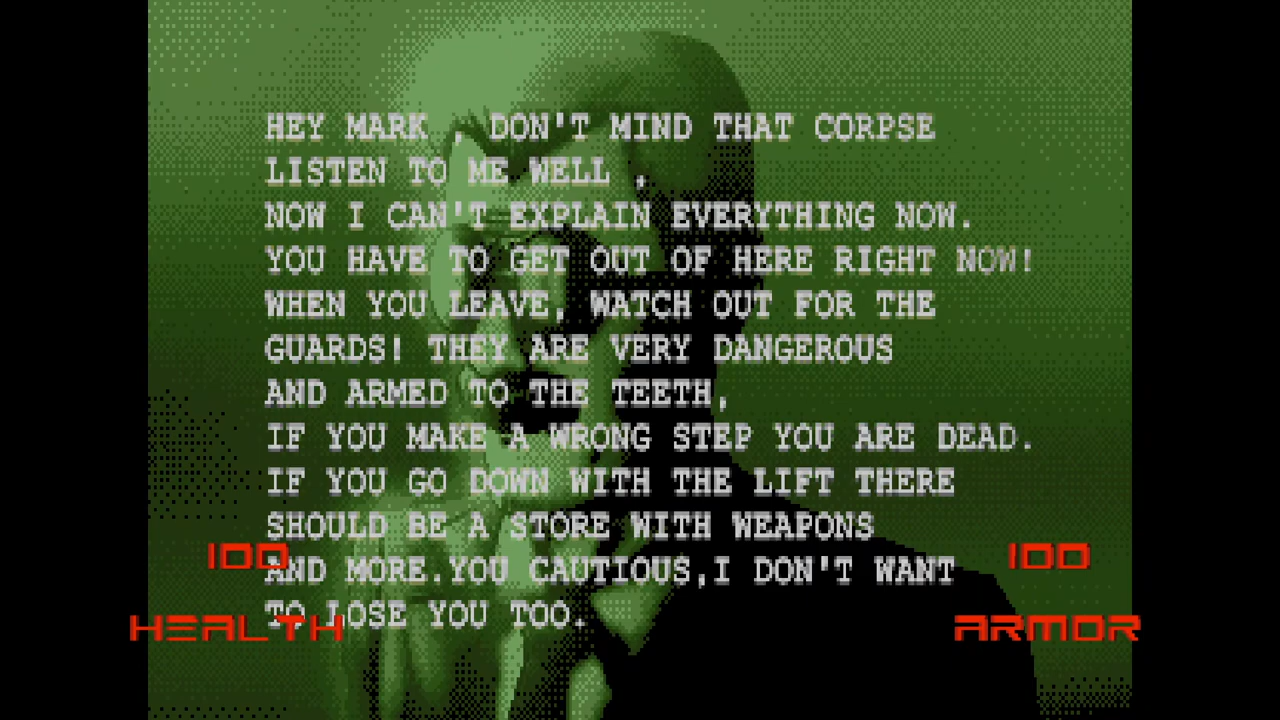 HEY MARK , DON'T MIND THAT CORPSE
LISTEN TO ME WELL ,
NOW I CAN'T EXPLAIN EVERYTHING NOW.
YOU HAVE TO GET OUT OF HERE RIGHT NOW!
WHEN YOU LEAVE, WATCH OUT FOR THE
GUARDS! THEY ARE VERY DANGEROUS
AND ARMED TO THE TEETH,
IF YOU MAKE A WRONG STEP YOU ARE DEAD.
IF YOU GO DOWN WITH THE LIFT THERE
SHOULD BE A STORE WITH WEAPONS
AND MORE.YOU CAUTIOUS,I DON'T WANT
TO LOSE YOU TOO.
100
100
HEALTH
ARMOR